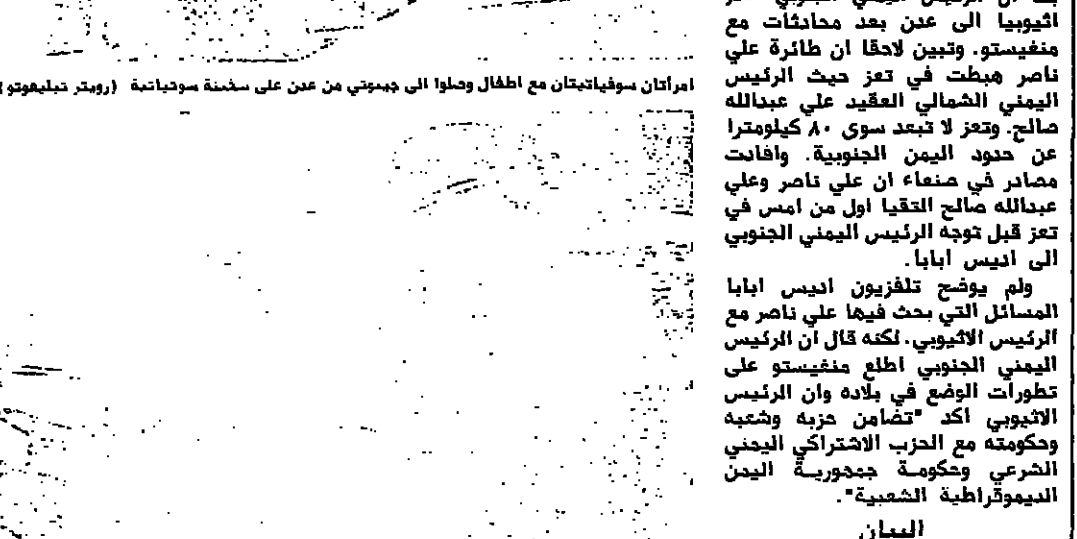 اثيوبيا الى عدن بعد محادثات مع
منغيستو. وتبين لاحقا ان طائرة علي
ناصر هبطت في تعز حيث الرئيس
اليمني الشمالي العقيد علي عبدالله
صالح. وتعز لا تبعد سوى ٨٠ كيلومترا
عن حدود اليمن الجنوبية. وافادت
مصادر في صنعاء ان علي ناصر وعلي
عبدالله صالح التقيا اول من امس في
تعز قبل توجه الرئيس اليمني الجنوبي
الى اديس ابابا.
ولم يوضح تلفزيون اديس ابابا
المسائل التي بحث فيها علي ناصر مع
الرئيس الاثيوبي. لكنه قال ان الرئيس
اليمني الجنوبي اطلع منغيستو على
تطورات الوضع في بلاده وان الرئيس
الاثيوبي اكد "تضامن حزبه وشعبه
وحكومته مع الحزب الاشتراكي اليمني
الشرعي وحكومة جمهورية اليمن
الديموقراطية الشعبية".
البيان
امرأتان سوفياتيتان مع اطفال وصلوا الى جيبوتي من عدن على سفينة سوفياتية (رويتر تيليفوتو)